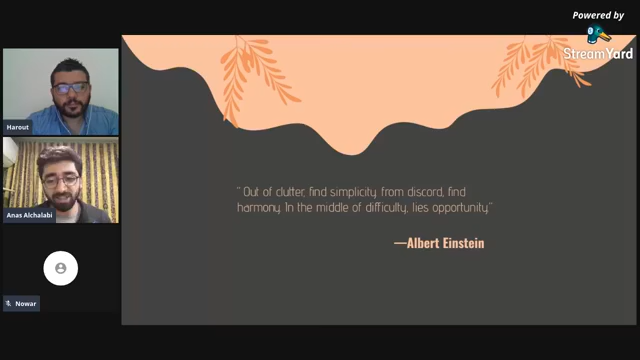 Powered by
StreamYard
Harout
Anas Alchalabi
Nowar
" Out of clutter, find simplicity from discord, find
harmony. In the middle of difficulty, lies opportunity"
—Albert Einstein